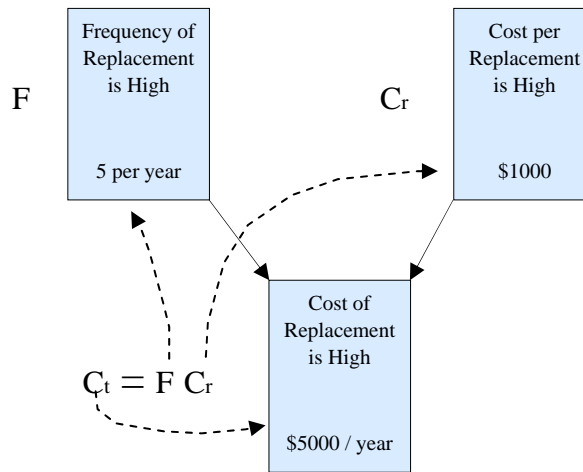 Frequency of
Replacement
is High
5 per year
F
Cost per
Replacement
is High
$1000
Cr
Cost of
Replacement
is High
$5000 / year
Ct = F Cr